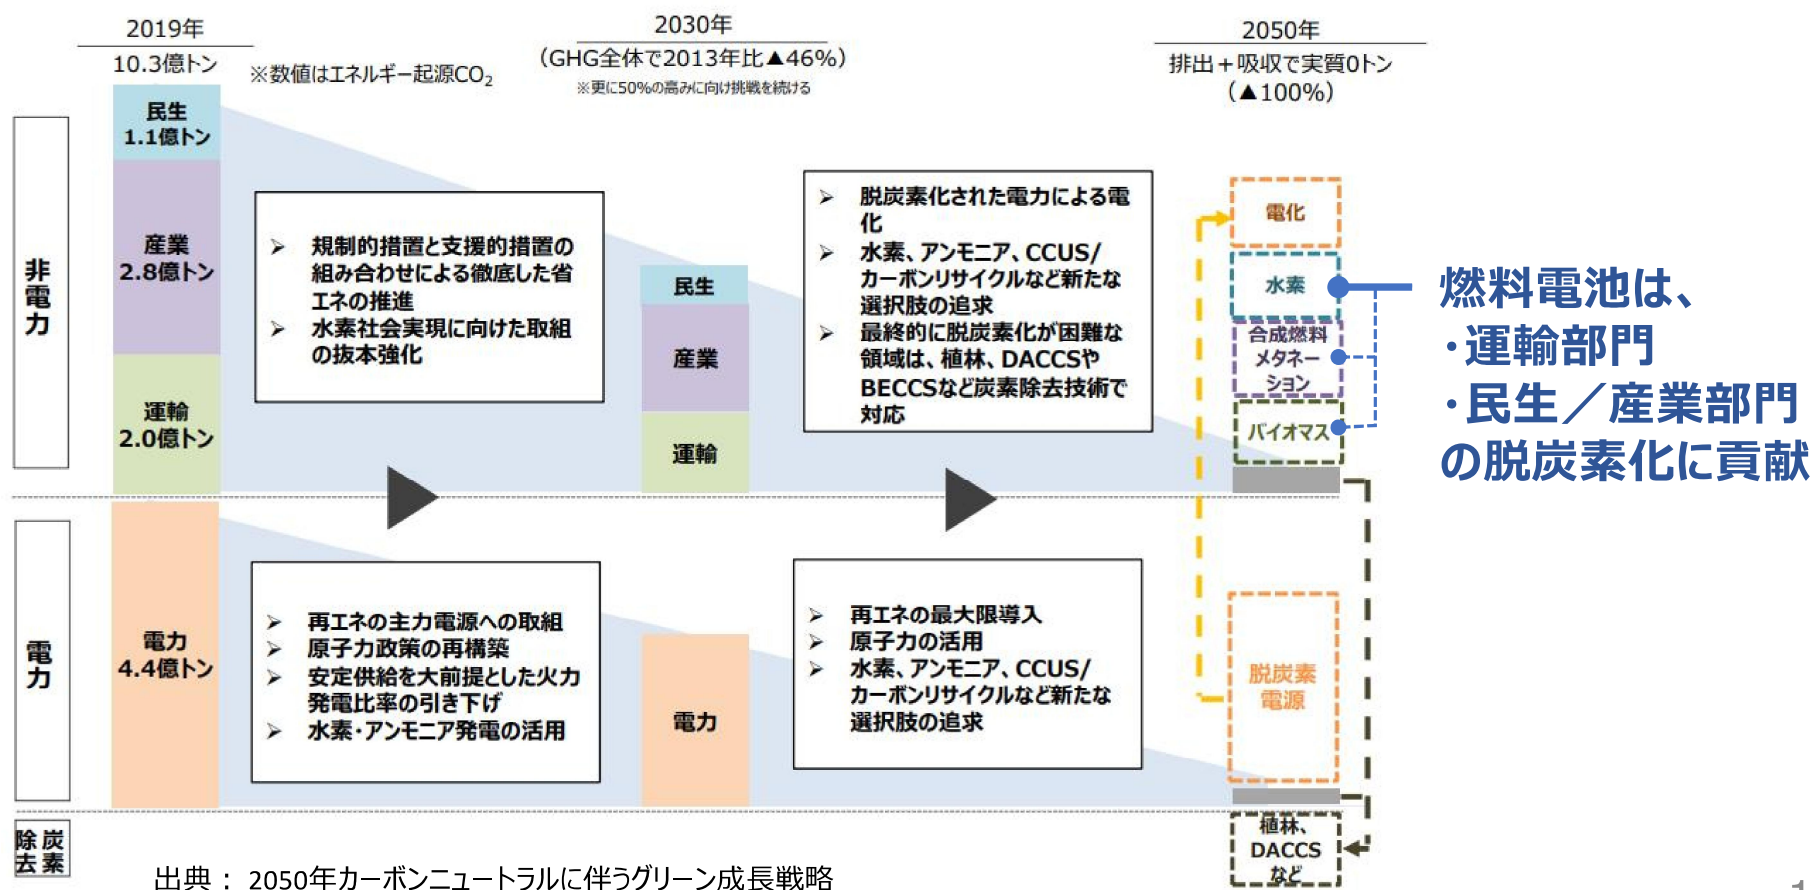 2019年
10.3億トン
※数値はエネルギー起源CO2
2030年
(GHG全体で2013年比▲46%)
※更に50%の高みに向け挑戦を続ける
2050年
排出+吸収で実質0トン
(▲100%)
非電力
民生
1.1億トン
産業
2.8億トン
運輸
2.0億トン
➢ 規制的措置と支援的措置の
組み合わせによる徹底した省
エネの推進
➢ 水素社会実現に向けた取組
の抜本強化
民生
産業
運輸
➢ 脱炭素化された電力による電
化
➢ 水素、アンモニア、CCUS/
カーボンリサイクルなど新たな
選択肢の追求
➢ 最終的に脱炭素化が困難な
領域は、植林、DACCSや
BECCSなど炭素除去技術で
対応
電化
水素
合成燃料
メタネー
ション
バイオマス
燃料電池は、
・運輸部門
・民生/産業部門
の脱炭素化に貢献
電力
電力
4.4億トン
➢ 再エネの主力電源への取組
➢ 原子力政策の再構築
➢ 安定供給を大前提とした火力
発電比率の引き下げ
➢ 水素・アンモニア発電の活用
電力
➢ 再エネの最大限導入
➢ 原子力の活用
➢ 水素、アンモニア、CCUS/
カーボンリサイクルなど新たな
選択肢の追求
脱炭素
電源
炭素
除去
植林、
DACCS
など
出典： 2050年カーボンニュートラルに伴うグリーン成長戦略